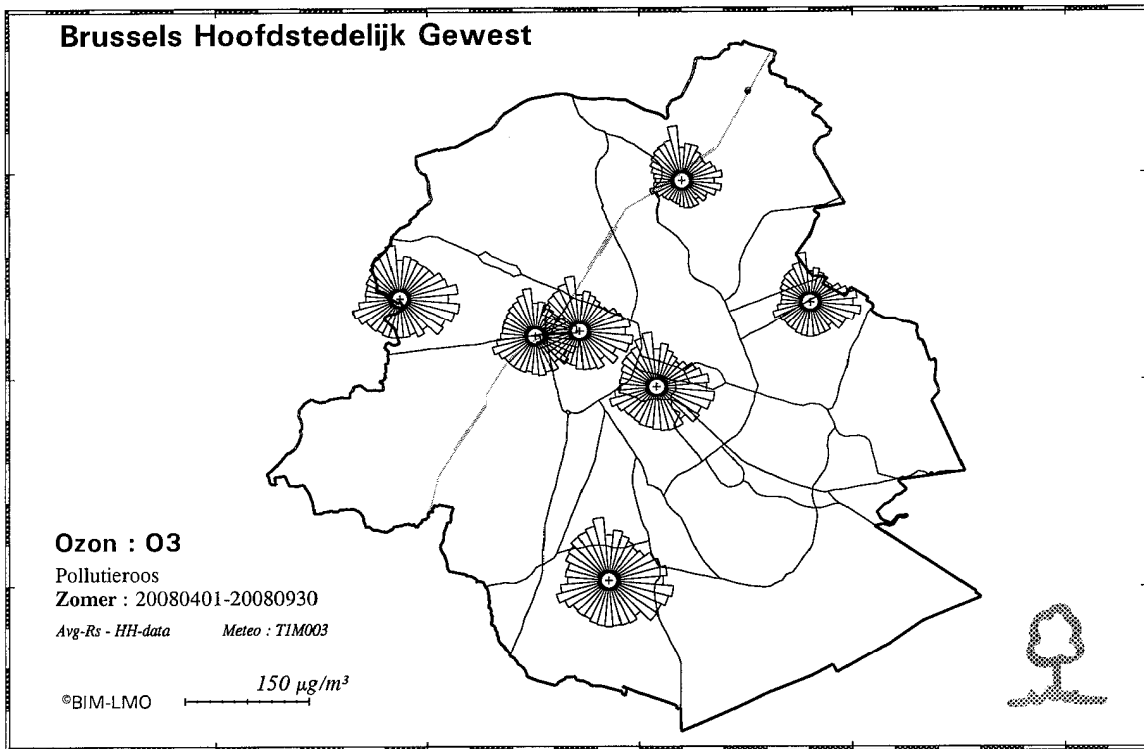 Brussels Hoofdstedelijk Gewest
Ozon : O3
Pollutieroos
Zomer : 20080401-20080930
Avg-Rs - HH-data Meteo : T1M003
150 µg/m³
©BIM-LMO